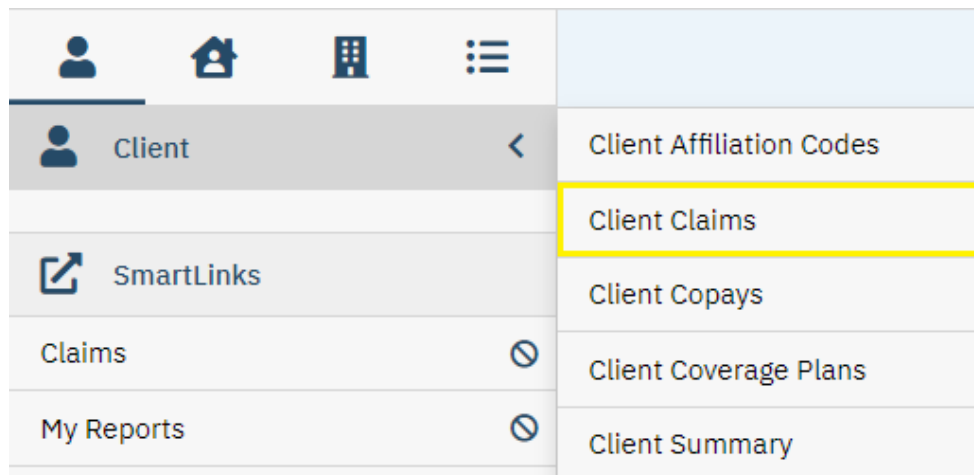 Client
SmartLinks
Claims
My Reports
Client Affiliation Codes
Client Claims
Client Copays
Client Coverage Plans
Client Summary